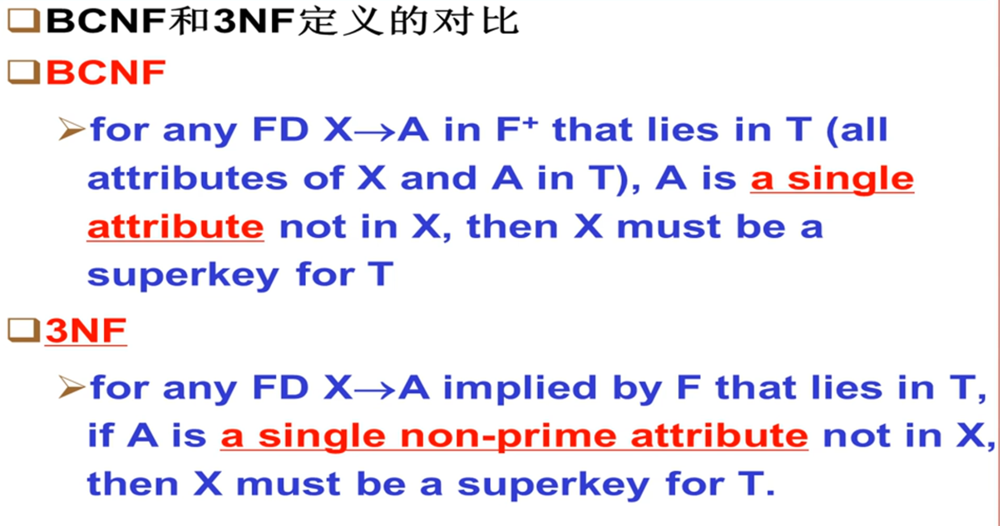 BCNF和3NF定义的对比
BCNF
for any FD X→A in F⁺ that lies in T (all
attributes of X and A in T), A is a single
attribute not in X, then X must be a
superkey for T
3NF
for any FD X→A implied by F that lies in T,
if A is a single non-prime attribute not in X,
then X must be a superkey for T.